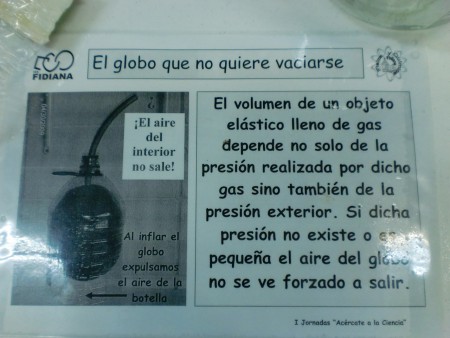 FIDIANA
El globo que no quiere vaciarse
¡El aire
del
interior
no sale!
Al inflar el
globo
expulsamos
el aire de la
botella
El volumen de un objeto
elástico lleno de gas
depende no solo de la
presión realizada por dicho
gas sino también de la
presión exterior. Si dicha
presión no existe o es
pequeña el aire del globo
no se ve forzado a salir.
I Jornadas "Acércate a la Ciencia"